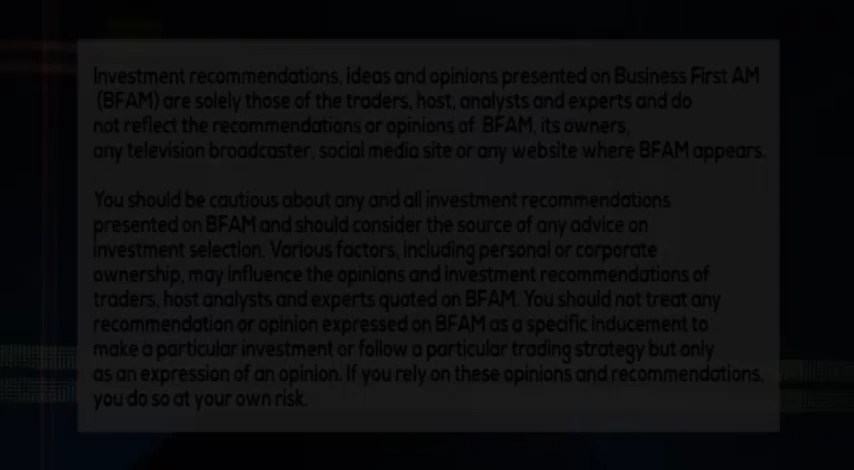 Investment recommendations, ideas and opinions presented on Business First AM
(BFAM) are solely those of the traders, host, analysts and experts and do
not reflect the recommendations or opinions of BFAM, its owners,
any television broadcaster, social media site or any website where BFAM appears.
You should be cautious about any and all investment recommendations
presented on BFAM and should consider the source of any advice on
investment selection. Various factors, including personal or corporate
ownership, may influence the opinions and investment recommendations of
traders, host analysts and experts quoted on BFAM. You should not treat any
recommendation or opinion expressed on BFAM as a specific inducement to
make a particular investment or follow a particular trading strategy but only
as an expression of an opinion. If you rely on these opinions and recommendations,
you do so at your own risk.